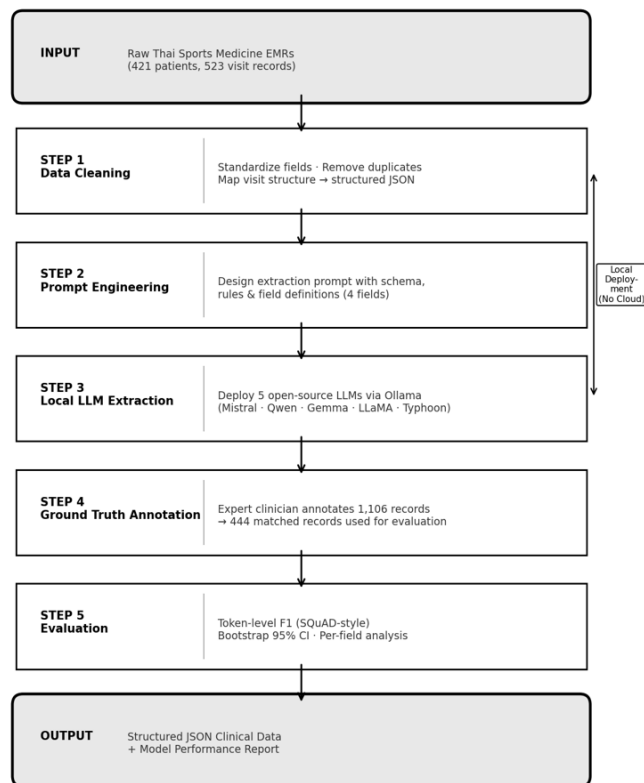 INPUT
Raw Thai Sports Medicine EMRs
(421 patients, 523 visit records)
STEP 1
Data Cleaning
Standardize fields · Remove duplicates
Map visit structure → structured JSON
STEP 2
Prompt Engineering
Design extraction prompt with schema,
rules & field definitions (4 fields)
Local
Deploy-
ment
(No Cloud)
STEP 3
Local LLM Extraction
Deploy 5 open-source LLMs via Ollama
(Mistral · Qwen · Gemma · LLaMA · Typhoon)
STEP 4
Ground Truth Annotation
Expert clinician annotates 1,106 records
→ 444 matched records used for evaluation
STEP 5
Evaluation
Token-level F1 (SQuAD-style)
Bootstrap 95% CI · Per-field analysis
OUTPUT
Structured JSON Clinical Data
+ Model Performance Report